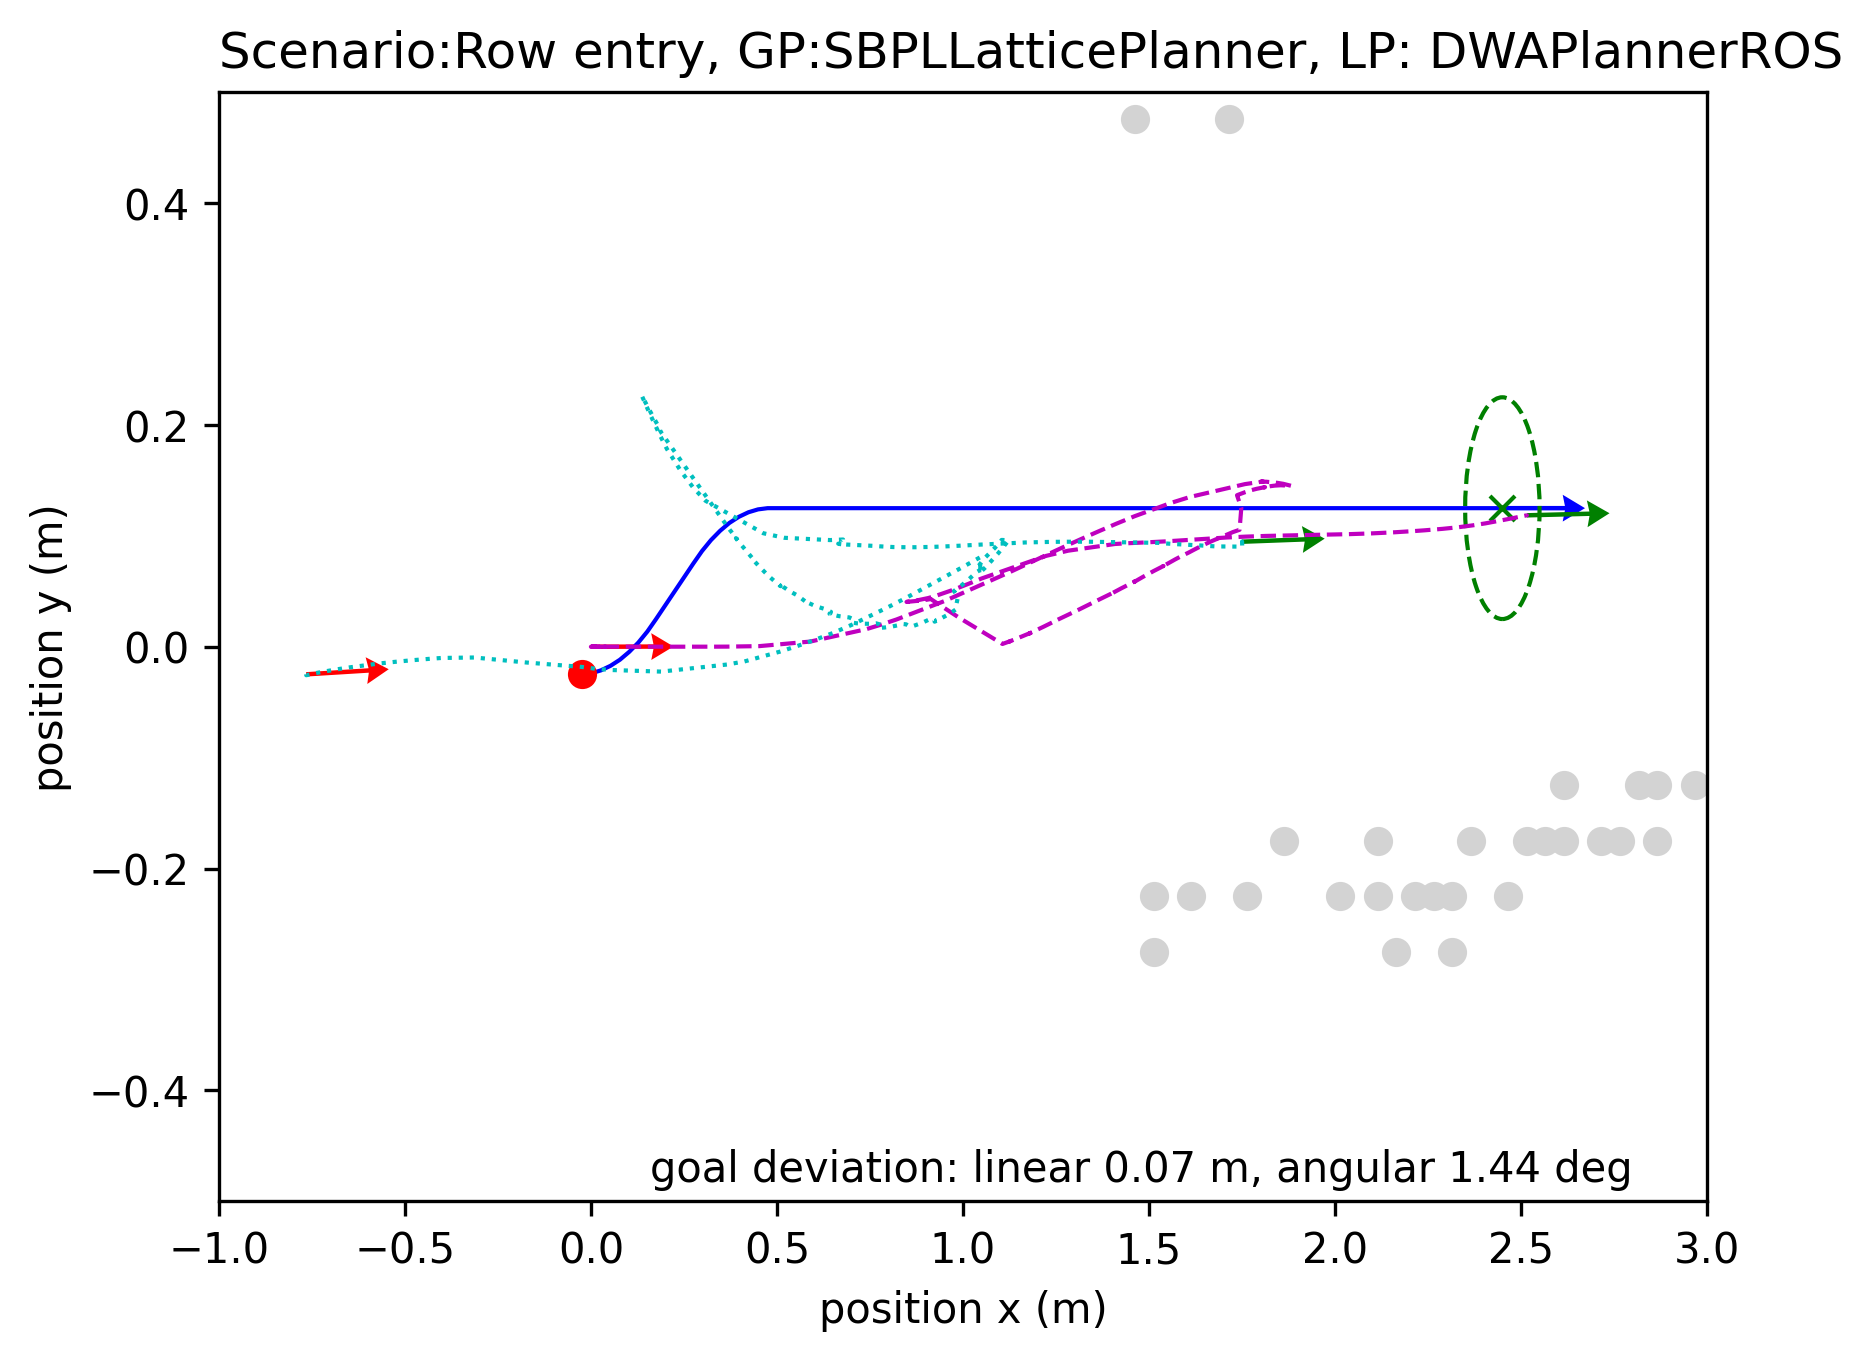 Scenario:Row entry, GP:SBPLLatticePlanner, LP: DWAPlannerROS
position y (m)
0.4
0.2
0.0
−0.2
−0.4
goal deviation: linear 0.07 m, angular 1.44 deg
−1.0 −0.5 0.0 0.5 1.0 1.5 2.0 2.5 3.0
position x (m)